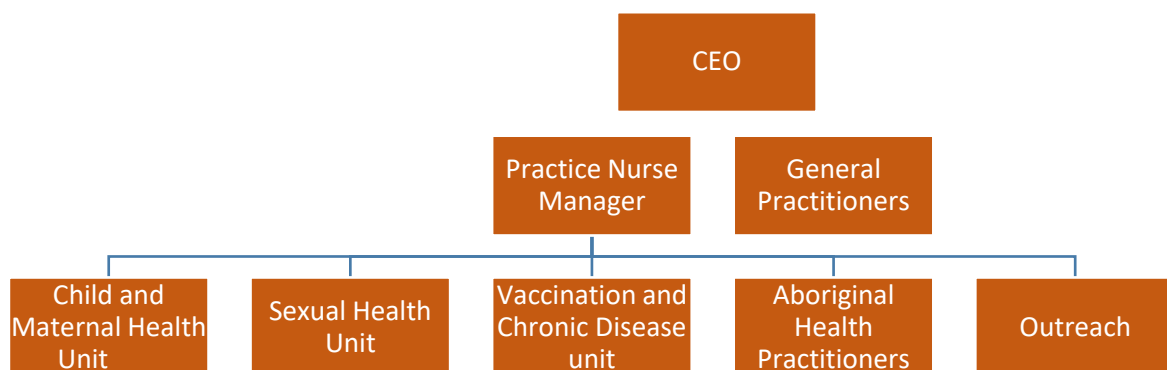 CEO
Practice Nurse
Manager
General
Practitioners
Child and
Maternal Health
Unit
Sexual Health
Unit
Vaccination and
Chronic Disease
unit
Aboriginal
Health
Practitioners
Outreach